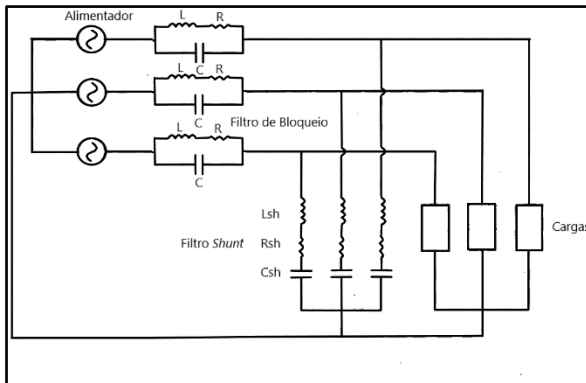 Alimentador
L R
C
L R
C
Filtro de Bloqueio
L R
C
Lsh
Filtro Shunt Rsh
Csh
Cargas